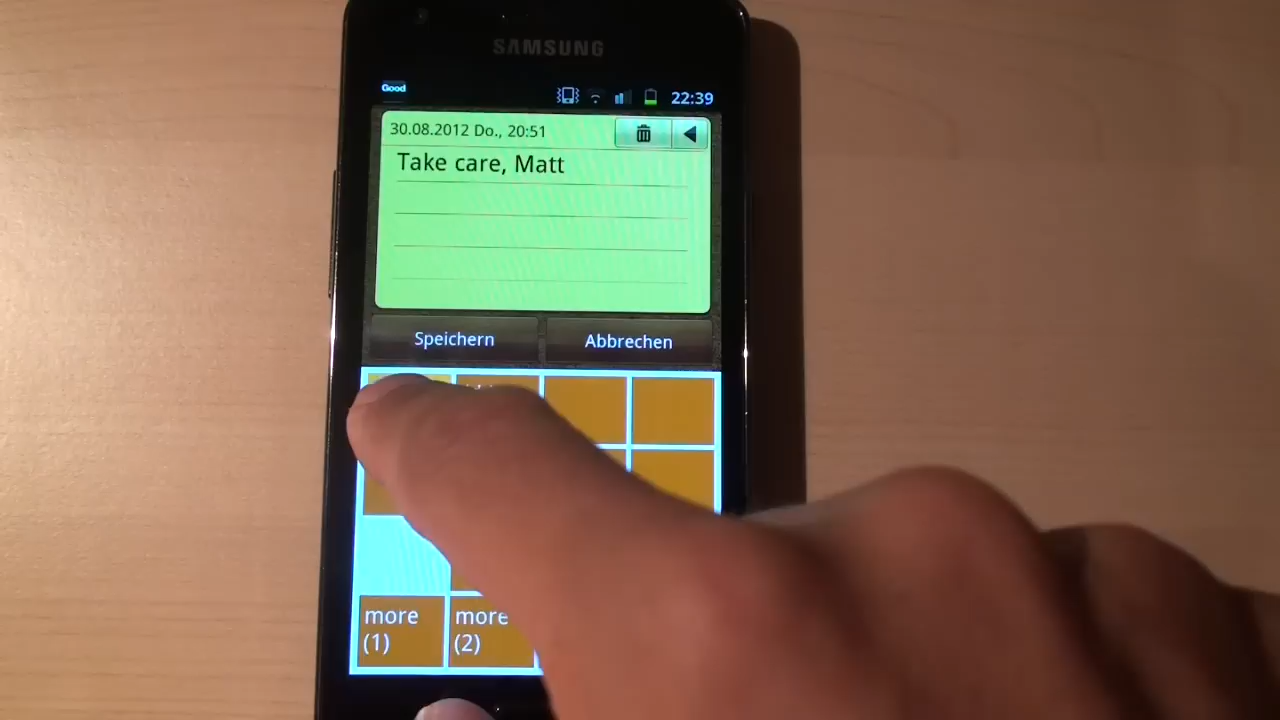 SAMSUNG
Good
22:39
30.08.2012 Do., 20:51
Take care, Matt
Speichern
Abbrechen
more more
(1) (2)